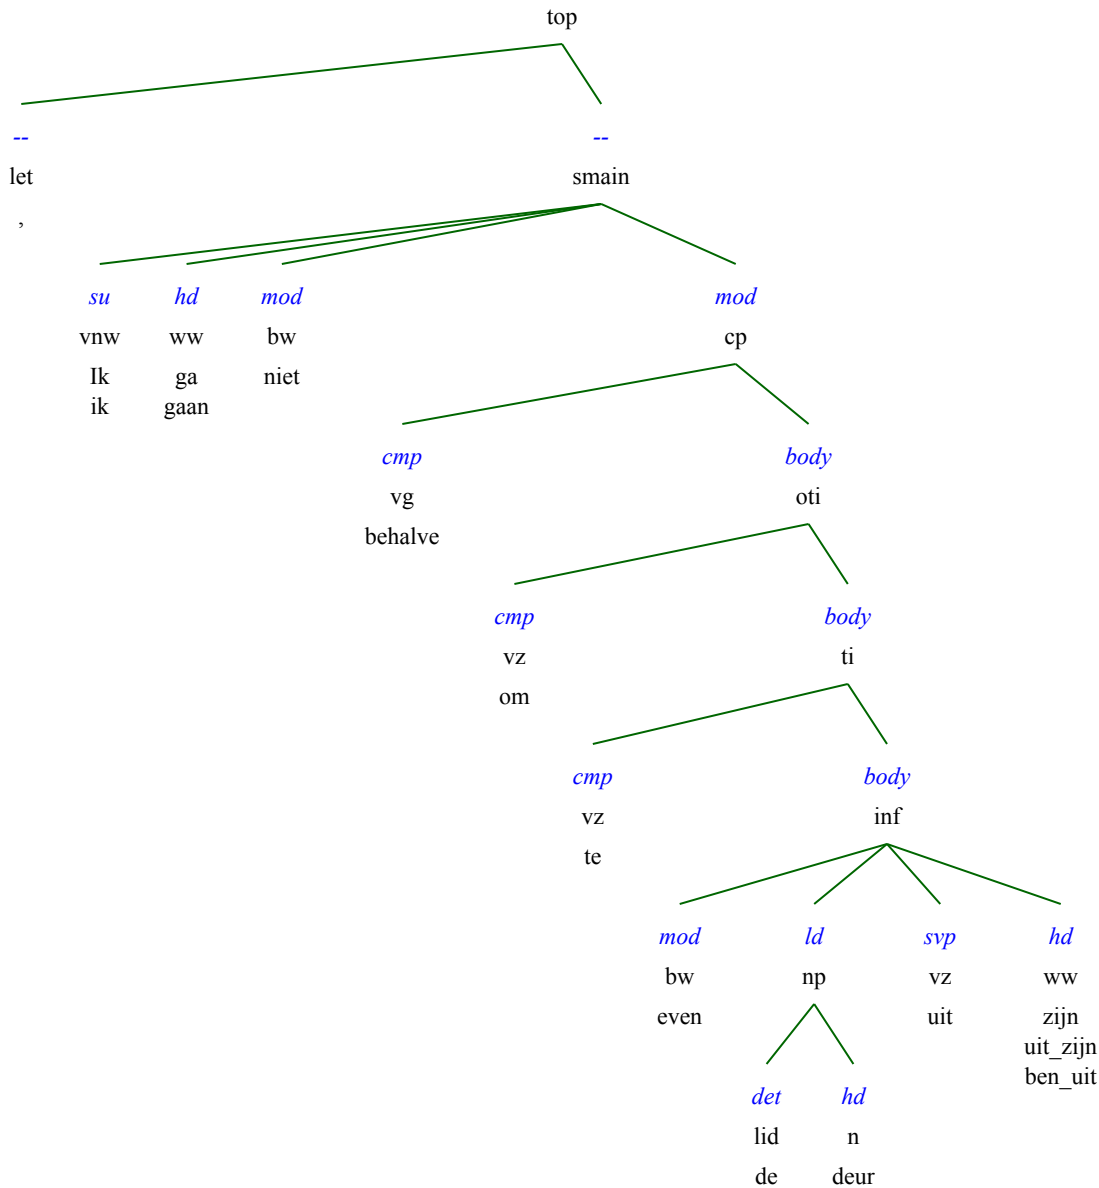 top
-- --
let smain
,
su hd mod mod
vnw ww bw cp
Ik ga niet
ik gaan
cmp body
vg oti
behalve
cmp body
vz ti
om
cmp body
vz inf
te
mod ld svp hd
bw np vz ww
even uit zijn
uit_zijn
ben_uit
det hd
lid n
de deur